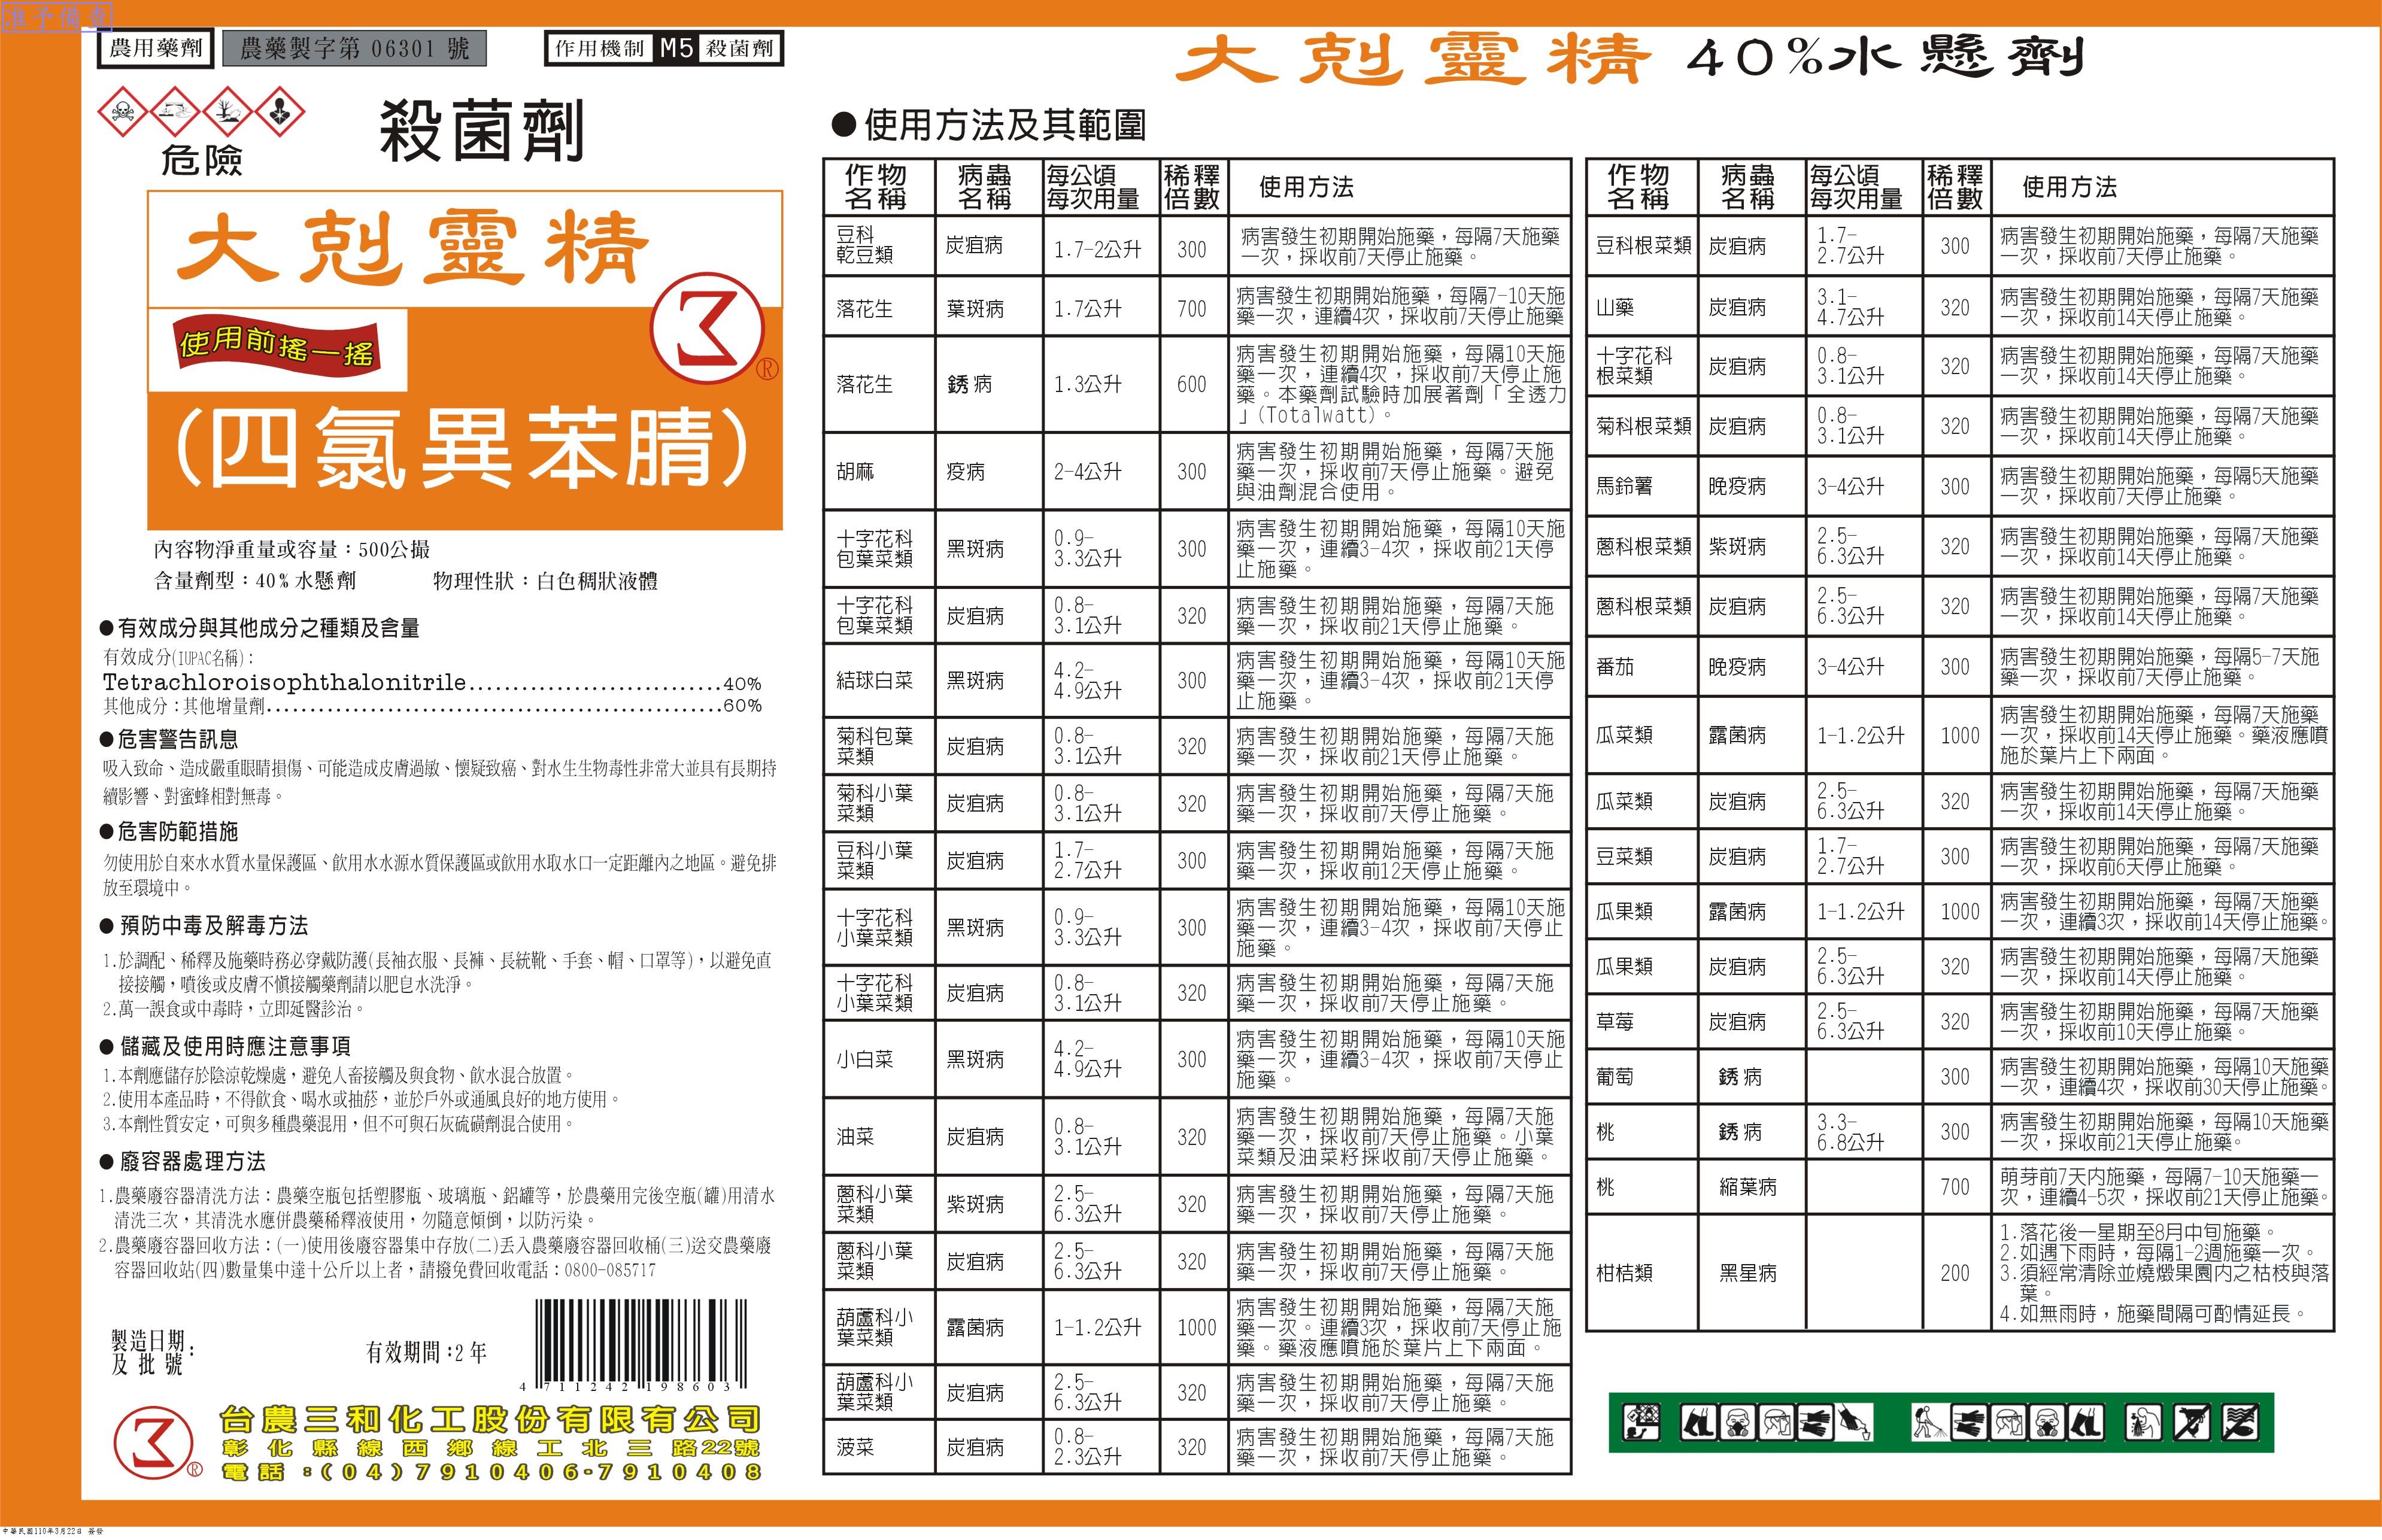 准予備查
農用藥劑
農藥製字第 06301 號
作用機制 M5 殺菌劑
危險
殺菌劑
大剋靈精
使用前搖一搖
®
(四氯異苯腈)
內容物淨重量或容量：500公撮
含量劑型：40%水懸劑 物理性狀：白色稠狀液體
●有效成分與其他成分之種類及含量
有效成分(IUPAC名稱)：
Tetrachloroisophthalonitrile.............................40%
其他成分：其他增量劑.....................................................60%
●危害警告訊息
吸入致命、造成嚴重眼睛損傷、可能造成皮膚過敏、懷疑致癌、對水生生物毒性非常大並具有長期持
續影響、對蜜蜂相對無毒。
●危害防範措施
勿使用於自來水水質水量保護區、飲用水水源水質保護區或飲用水取水口一定距離內之地區。避免排
放至環境中。
●預防中毒及解毒方法
1.於調配、稀釋及施藥時務必穿戴防護(長袖衣服、長褲、長統靴、手套、帽、口罩等)，以避免直
接接觸，噴後或皮膚不慎接觸藥劑請以肥皂水洗淨。
2.萬一誤食或中毒時，立即延醫診治。
●儲藏及使用時應注意事項
1.本劑應儲存於陰涼乾燥處，避免人畜接觸及與食物、飲水混合放置。
2.使用本產品時，不得飲食、喝水或抽菸，並於戶外或通風良好的地方使用。
3.本劑性質安定，可與多種農藥混用，但不可與石灰硫磺劑混合使用。
●廢容器處理方法
1.農藥廢容器清洗方法：農藥空瓶包括塑膠瓶、玻璃瓶、鋁罐等，於農藥用完後空瓶(罐)用清水
清洗三次，其清洗水應併農藥稀釋液使用，勿隨意傾倒，以防污染。
2.農藥廢容器回收方法：(一)使用後廢容器集中存放(二)丟入農藥廢容器回收桶(三)送交農藥廢
容器回收站(四)數量集中達十公斤以上者，請撥免費回收電話：0800-085717
製造日期
及 批 號：
有效期間：2 年
4 711242 198603
®
台農三和化工股份有限有公司
彰化縣線西鄉線工北三路22號
電話：(04)7910406-7910408
大剋靈精 40%水懸劑
●使用方法及其範圍
作物名稱 病蟲名稱 每公頃每次用量 稀釋倍數 使用方法
豆科乾豆類 炭疽病 1.7-2公升 300 病害發生初期開始施藥，每隔7天施藥
一次，採收前7天停止施藥。
落花生 葉斑病 1.7公升 700 病害發生初期開始施藥，每隔7-10天施
藥一次，連續4次，採收前7天停止施藥
落花生 銹病 1.3公升 600 病害發生初期開始施藥，每隔10天施
藥一次，連續4次，採收前7天停止施
藥。本藥劑試驗時加展著劑「全透力
」(Totalwatt)。
胡麻 疫病 2-4公升 300 病害發生初期開始施藥，每隔7天施
藥一次，採收前7天停止施藥。避免
與油劑混合使用。
十字花科包葉菜類 黑斑病 0.9-3.3公升 300 病害發生初期開始施藥，每隔10天施
藥一次，連續3-4次，採收前21天停
止施藥。
十字花科包葉菜類 炭疽病 0.8-3.1公升 320 病害發生初期開始施藥，每隔7天施
藥一次，採收前21天停止施藥。
結球白菜 黑斑病 4.2-4.9公升 300 病害發生初期開始施藥，每隔10天施
藥一次，連續3-4次，採收前21天停
止施藥。
菊科包葉菜類 炭疽病 0.8-3.1公升 320 病害發生初期開始施藥，每隔7天施
藥一次，採收前21天停止施藥。
菊科小葉菜類 炭疽病 0.8-3.1公升 320 病害發生初期開始施藥，每隔7天施
藥一次，採收前7天停止施藥。
豆科小葉菜類 炭疽病 1.7-2.7公升 300 病害發生初期開始施藥，每隔7天施
藥一次，採收前12天停止施藥。
十字花科小葉菜類 黑斑病 0.9-3.3公升 300 病害發生初期開始施藥，每隔10天施
藥一次，連續3-4次，採收前7天停止
施藥。
十字花科小葉菜類 炭疽病 0.8-3.1公升 320 病害發生初期開始施藥，每隔7天施
藥一次，採收前7天停止施藥。
小白菜 黑斑病 4.2-4.9公升 300 病害發生初期開始施藥，每隔10天施
藥一次，連續3-4次，採收前7天停止
施藥。
油菜 炭疽病 0.8-3.1公升 320 病害發生初期開始施藥，每隔7天施
藥一次，採收前7天停止施藥。小葉
菜類及油菜籽採收前7天停止施藥。
蔥科小葉菜類 紫斑病 2.5-6.3公升 320 病害發生初期開始施藥，每隔7天施
藥一次，採收前7天停止施藥。
蔥科小葉菜類 炭疽病 2.5-6.3公升 320 病害發生初期開始施藥，每隔7天施
藥一次，採收前7天停止施藥。
葫蘆科小葉菜類 露菌病 1-1.2公升 1000 病害發生初期開始施藥，每隔7天施
藥一次。連續3次，採收前7天停止施
藥。藥液應噴施於葉片上下兩面。
葫蘆科小葉菜類 炭疽病 2.5-6.3公升 320 病害發生初期開始施藥，每隔7天施
藥一次，採收前7天停止施藥。
菠菜 炭疽病 0.8-2.3公升 320 病害發生初期開始施藥，每隔7天施
藥一次，採收前7天停止施藥。
作物名稱 病蟲名稱 每公頃每次用量 稀釋倍數 使用方法
豆科根菜類 炭疽病 1.7-2.7公升 300 病害發生初期開始施藥，每隔7天施藥
一次，採收前7天停止施藥。
山藥 炭疽病 3.1-4.7公升 320 病害發生初期開始施藥，每隔7天施藥
一次，採收前14天停止施藥。
十字花科根菜類 炭疽病 0.8-3.1公升 320 病害發生初期開始施藥，每隔7天施藥
一次，採收前14天停止施藥。
菊科根菜類 炭疽病 0.8-3.1公升 320 病害發生初期開始施藥，每隔7天施藥
一次，採收前14天停止施藥。
馬鈴薯 晚疫病 3-4公升 300 病害發生初期開始施藥，每隔5天施藥
一次，採收前7天停止施藥。
蔥科根菜類 紫斑病 2.5-6.3公升 320 病害發生初期開始施藥，每隔7天施藥
一次，採收前14天停止施藥。
蔥科根菜類 炭疽病 2.5-6.3公升 320 病害發生初期開始施藥，每隔7天施藥
一次，採收前14天停止施藥。
番茄 晚疫病 3-4公升 300 病害發生初期開始施藥，每隔5-7天施
藥一次，採收前7天停止施藥。
瓜菜類 露菌病 1-1.2公升 1000 病害發生初期開始施藥，每隔7天施藥
一次，採收前14天停止施藥。藥液應噴
施於葉片上下兩面。
瓜菜類 炭疽病 2.5-6.3公升 320 病害發生初期開始施藥，每隔7天施藥
一次，採收前14天停止施藥。
豆菜類 炭疽病 1.7-2.7公升 300 病害發生初期開始施藥，每隔7天施藥
一次，採收前6天停止施藥。
瓜果類 露菌病 1-1.2公升 1000 病害發生初期開始施藥，每隔7天施藥
一次，連續3次，採收前14天停止施藥。
瓜果類 炭疽病 2.5-6.3公升 320 病害發生初期開始施藥，每隔7天施藥
一次，採收前14天停止施藥。
草莓 炭疽病 2.5-6.3公升 320 病害發生初期開始施藥，每隔7天施藥
一次，採收前10天停止施藥。
葡萄 銹病 300 病害發生初期開始施藥，每隔10天施藥
一次，連續4次，採收前30天停止施藥。
桃 銹病 3.3-6.8公升 300 病害發生初期開始施藥，每隔10天施藥
一次，採收前21天停止施藥。
桃 縮葉病 700 萌芽前7天內施藥，每隔7-10天施藥一
次，連續4-5次，採收前21天停止施藥。
柑桔類 黑星病 200 1.落花後一星期至8月中旬施藥。
2.如遇下雨時，每隔1-2週施藥一次。
3.須經常清除並燒燬果園內之枯枝與落
葉。
4.如無雨時，施藥間隔可酌情延長。
中華民國110年3月22日 簽發